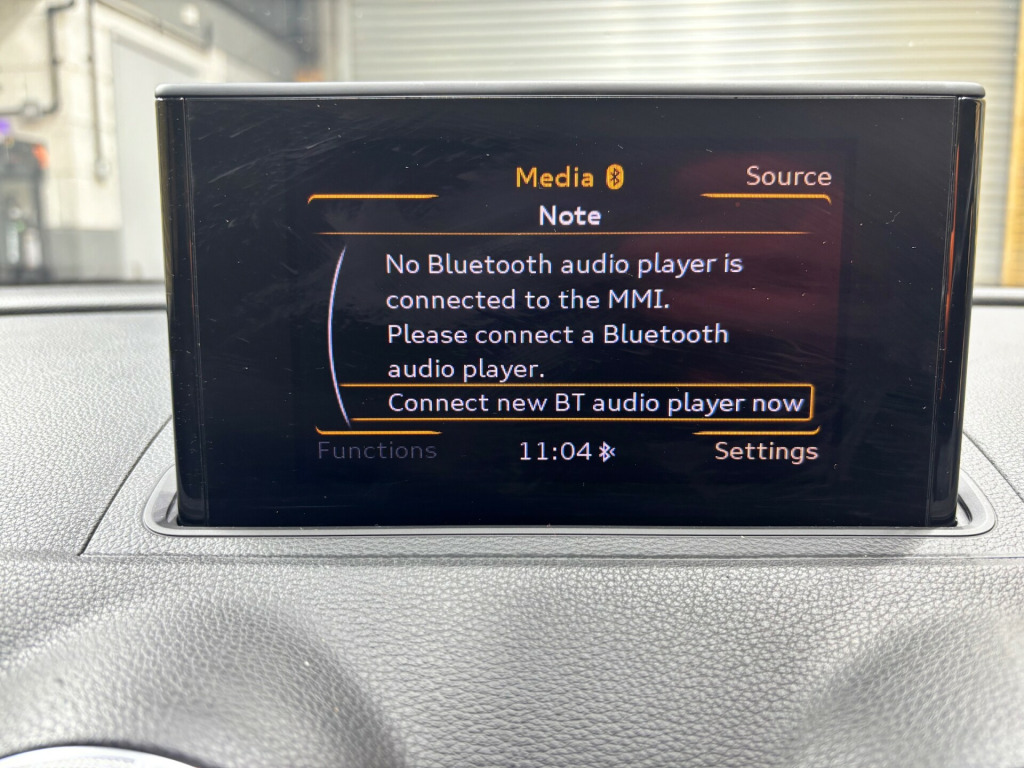 Media
Source
Note
No Bluetooth audio player is
connected to the MMI.
Please connect a Bluetooth
audio player.
Connect new BT audio player now
Functions
11:04
Settings